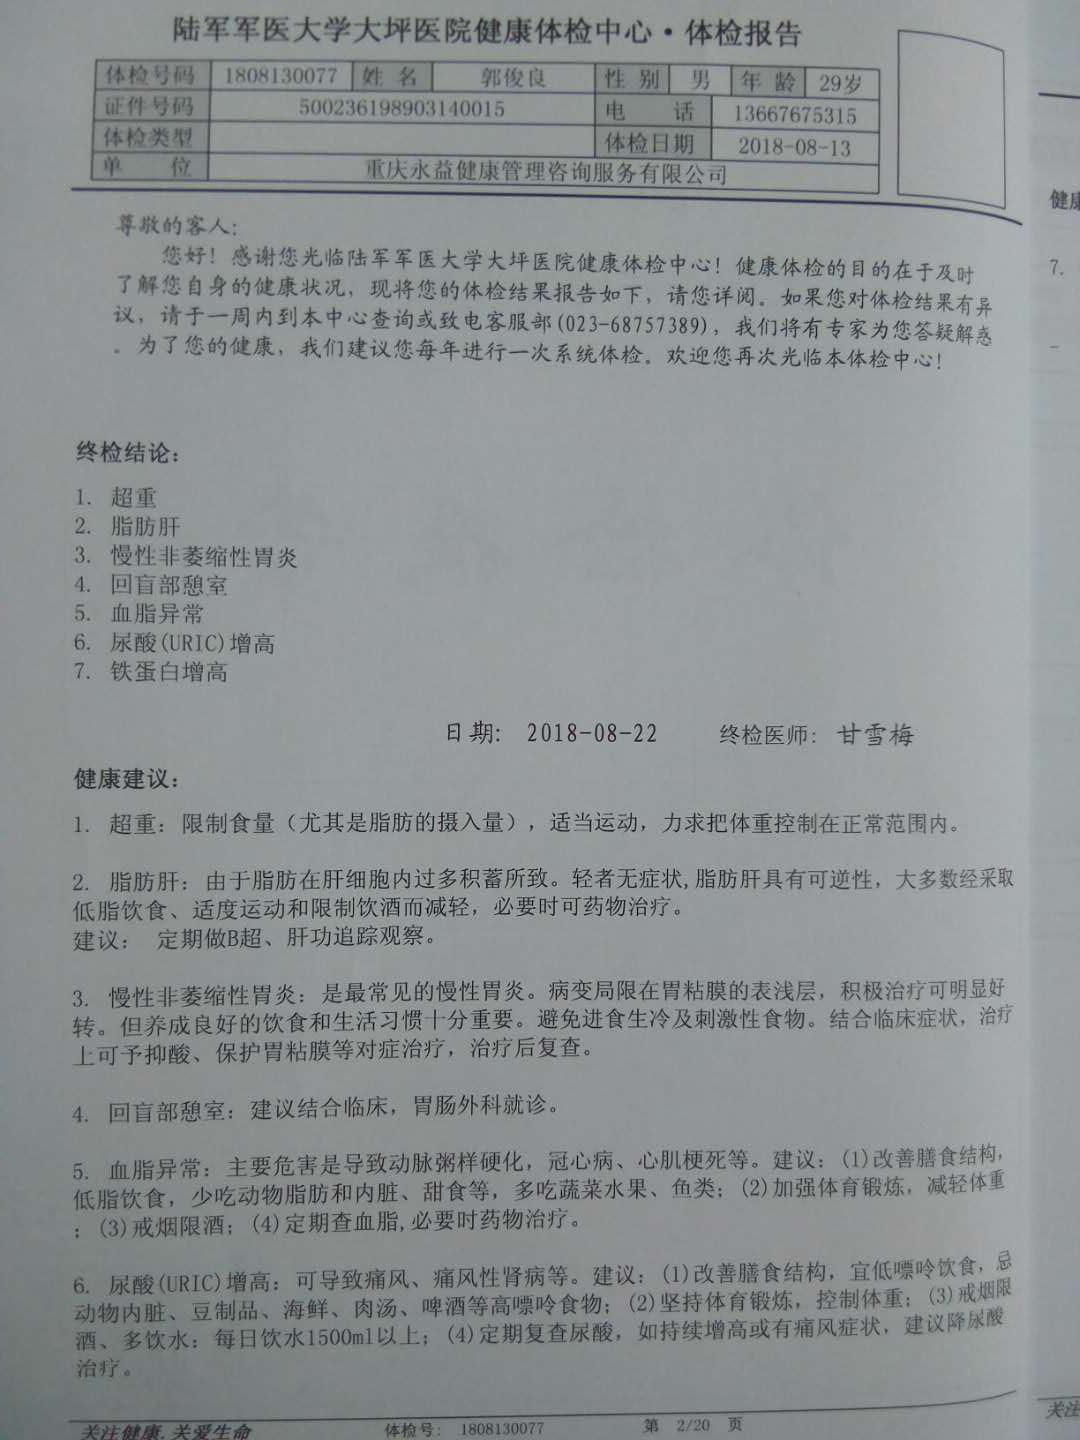 陆军军医大学大坪医院健康体检中心·体检报告
体检号码 1808130077 姓 名 郭俊良 性 别 男 年 龄 29岁
证件号码 500236198903140015 电 话 13667675315
体检类型 体检日期 2018-08-13
单 位 重庆永益健康管理咨询服务有限公司
尊敬的客人：
您好！感谢您光临陆军军医大学大坪医院健康体检中心！健康体检的目的在于及时
了解您自身的健康状况，现将您的体检结果报告如下，请您详阅。如果您对体检结果有异
议，请于一周内到本中心查询或致电客服部(023-68757389)，我们将有专家为您答疑解惑
。为了您的健康，我们建议您每年进行一次系统体检。欢迎您再次光临本体检中心！
终检结论：
1. 超重
2. 脂肪肝
3. 慢性非萎缩性胃炎
4. 回盲部憩室
5. 血脂异常
6. 尿酸(URIC)增高
7. 铁蛋白增高
日期： 2018-08-22 终检医师： 甘雪梅
健康建议：
1. 超重：限制食量（尤其是脂肪的摄入量），适当运动，力求把体重控制在正常范围内。
2. 脂肪肝：由于脂肪在肝细胞内过多积蓄所致。轻者无症状,脂肪肝具有可逆性，大多数经采取
低脂饮食、适度运动和限制饮酒而减轻，必要时可药物治疗。
建议： 定期做B超、肝功追踪观察。
3. 慢性非萎缩性胃炎：是最常见的慢性胃炎。病变局限在胃粘膜的表浅层，积极治疗可明显好
转。但养成良好的饮食和生活习惯十分重要。避免进食生冷及刺激性食物。结合临床症状，治疗
上可予抑酸、保护胃粘膜等对症治疗，治疗后复查。
4. 回盲部憩室：建议结合临床，胃肠外科就诊。
5. 血脂异常：主要危害是导致动脉粥样硬化，冠心病、心肌梗死等。建议：(1)改善膳食结构，
低脂饮食，少吃动物脂肪和内脏、甜食等，多吃蔬菜水果、鱼类；(2)加强体育锻炼，减轻体重
；(3)戒烟限酒；(4)定期查血脂,必要时药物治疗。
6. 尿酸(URIC)增高：可导致痛风、痛风性肾病等。建议：(1)改善膳食结构，宜低嘌呤饮食，忌
动物内脏、豆制品、海鲜、肉汤、啤酒等高嘌呤食物；(2)坚持体育锻炼，控制体重；(3)戒烟限
酒、多饮水：每日饮水1500ml以上；(4)定期复查尿酸，如持续增高或有痛风症状，建议降尿酸
治疗。
关注健康.关爱生命 体检号： 1808130077 第 2/20 页
健康
7.
关注